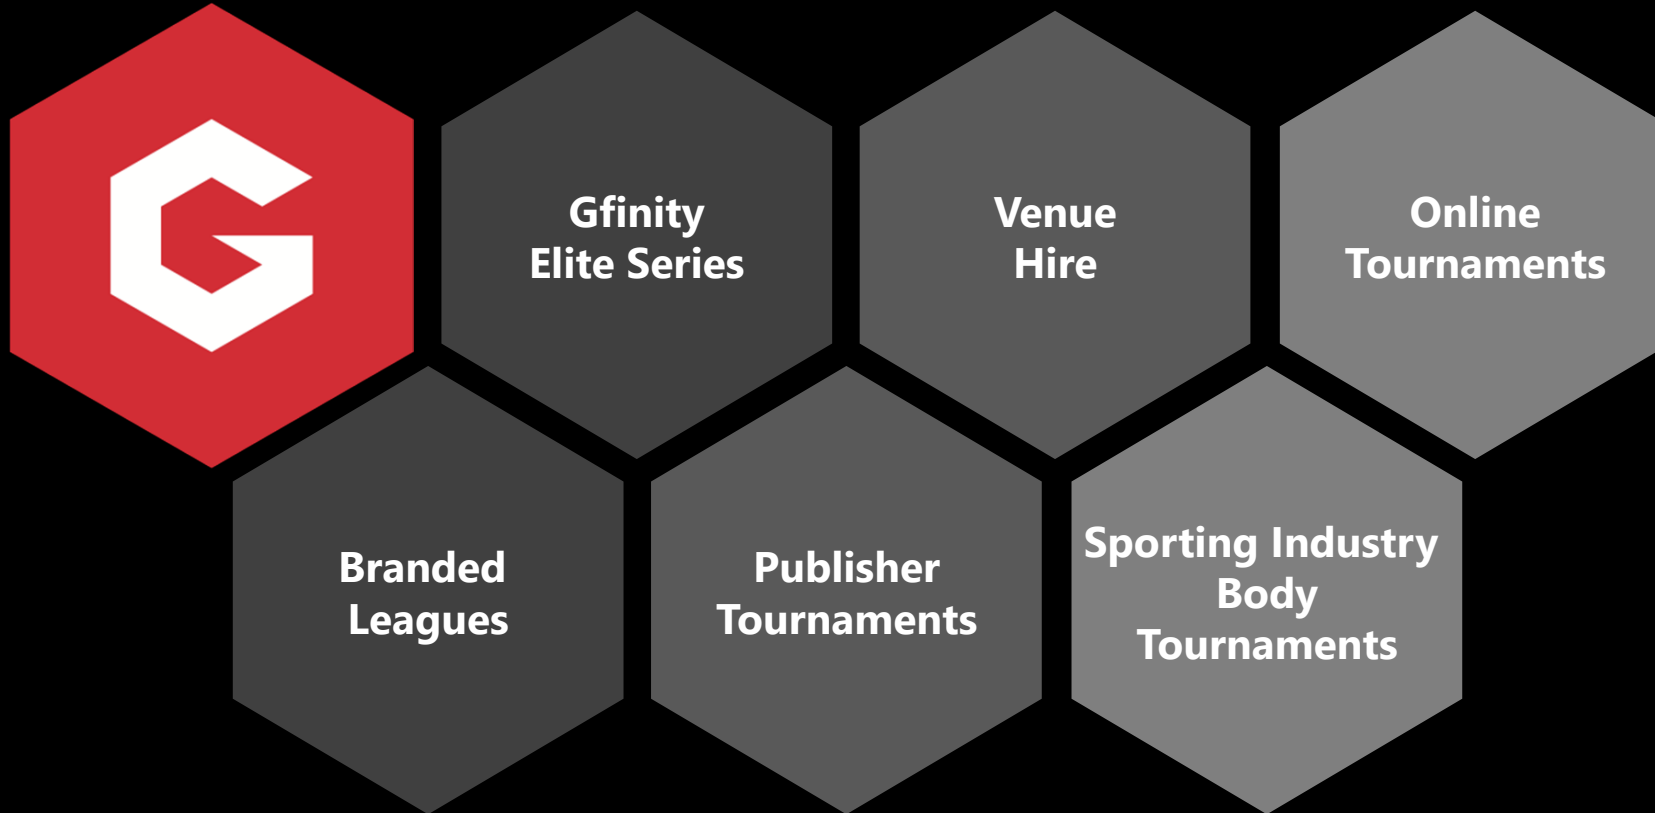 Gfinity
Elite Series
Venue
Hire
Online
Tournaments
Branded
Leagues
Publisher
Tournaments
Sporting Industry
Body
Tournaments